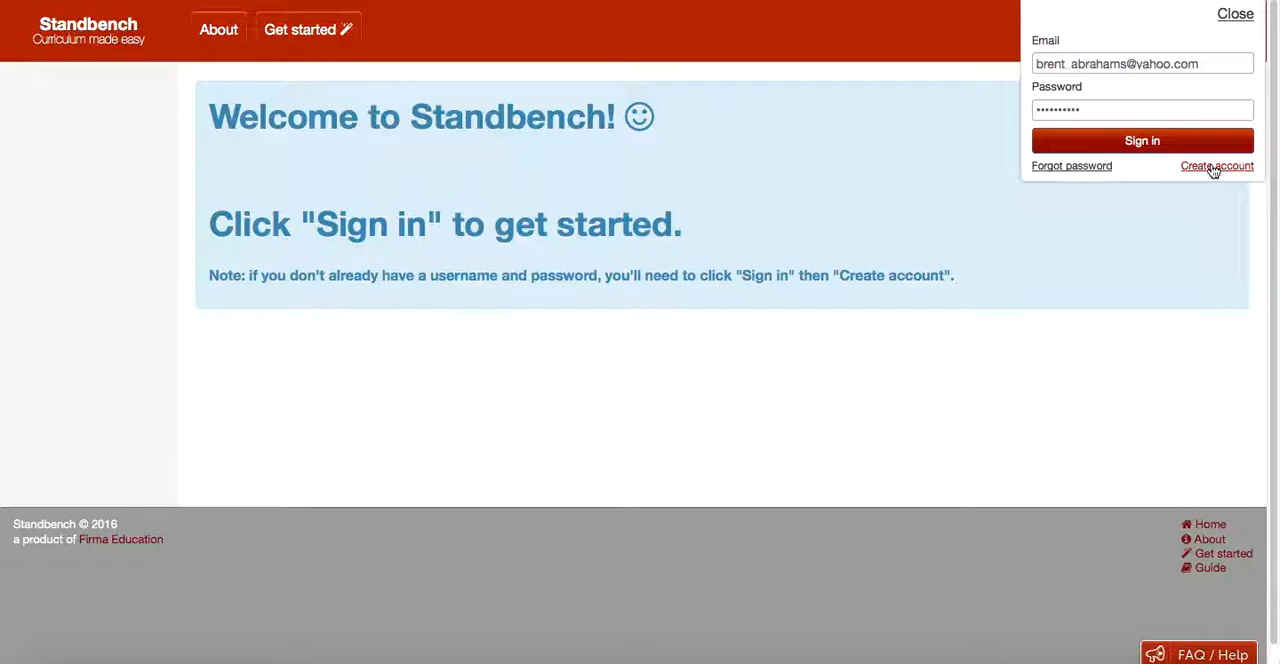 Standbench
Curriculum made easy
About
Get started
Close
Email
brent_abrahams@yahoo.com
Password
••••••••••
Sign in
Forgot password
Create account
Welcome to Standbench!
Click "Sign in" to get started.
Note: if you don't already have a username and password, you'll need to click "Sign in" then "Create account".
Standbench © 2016
a product of Firma Education
Home
About
Get started
Guide
FAQ / Help